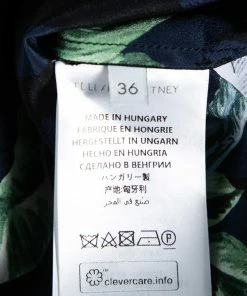 36
MADE IN HUNGARY
FABRIQUE EN HONGRIE
HERGESTELLT IN UNGARN
HECHO EN HUNGRIA
СДЕЛАНО В ВЕНГРИИ
ハンガリー製
产地:匈牙利
صنع في المجر
clevercare.info